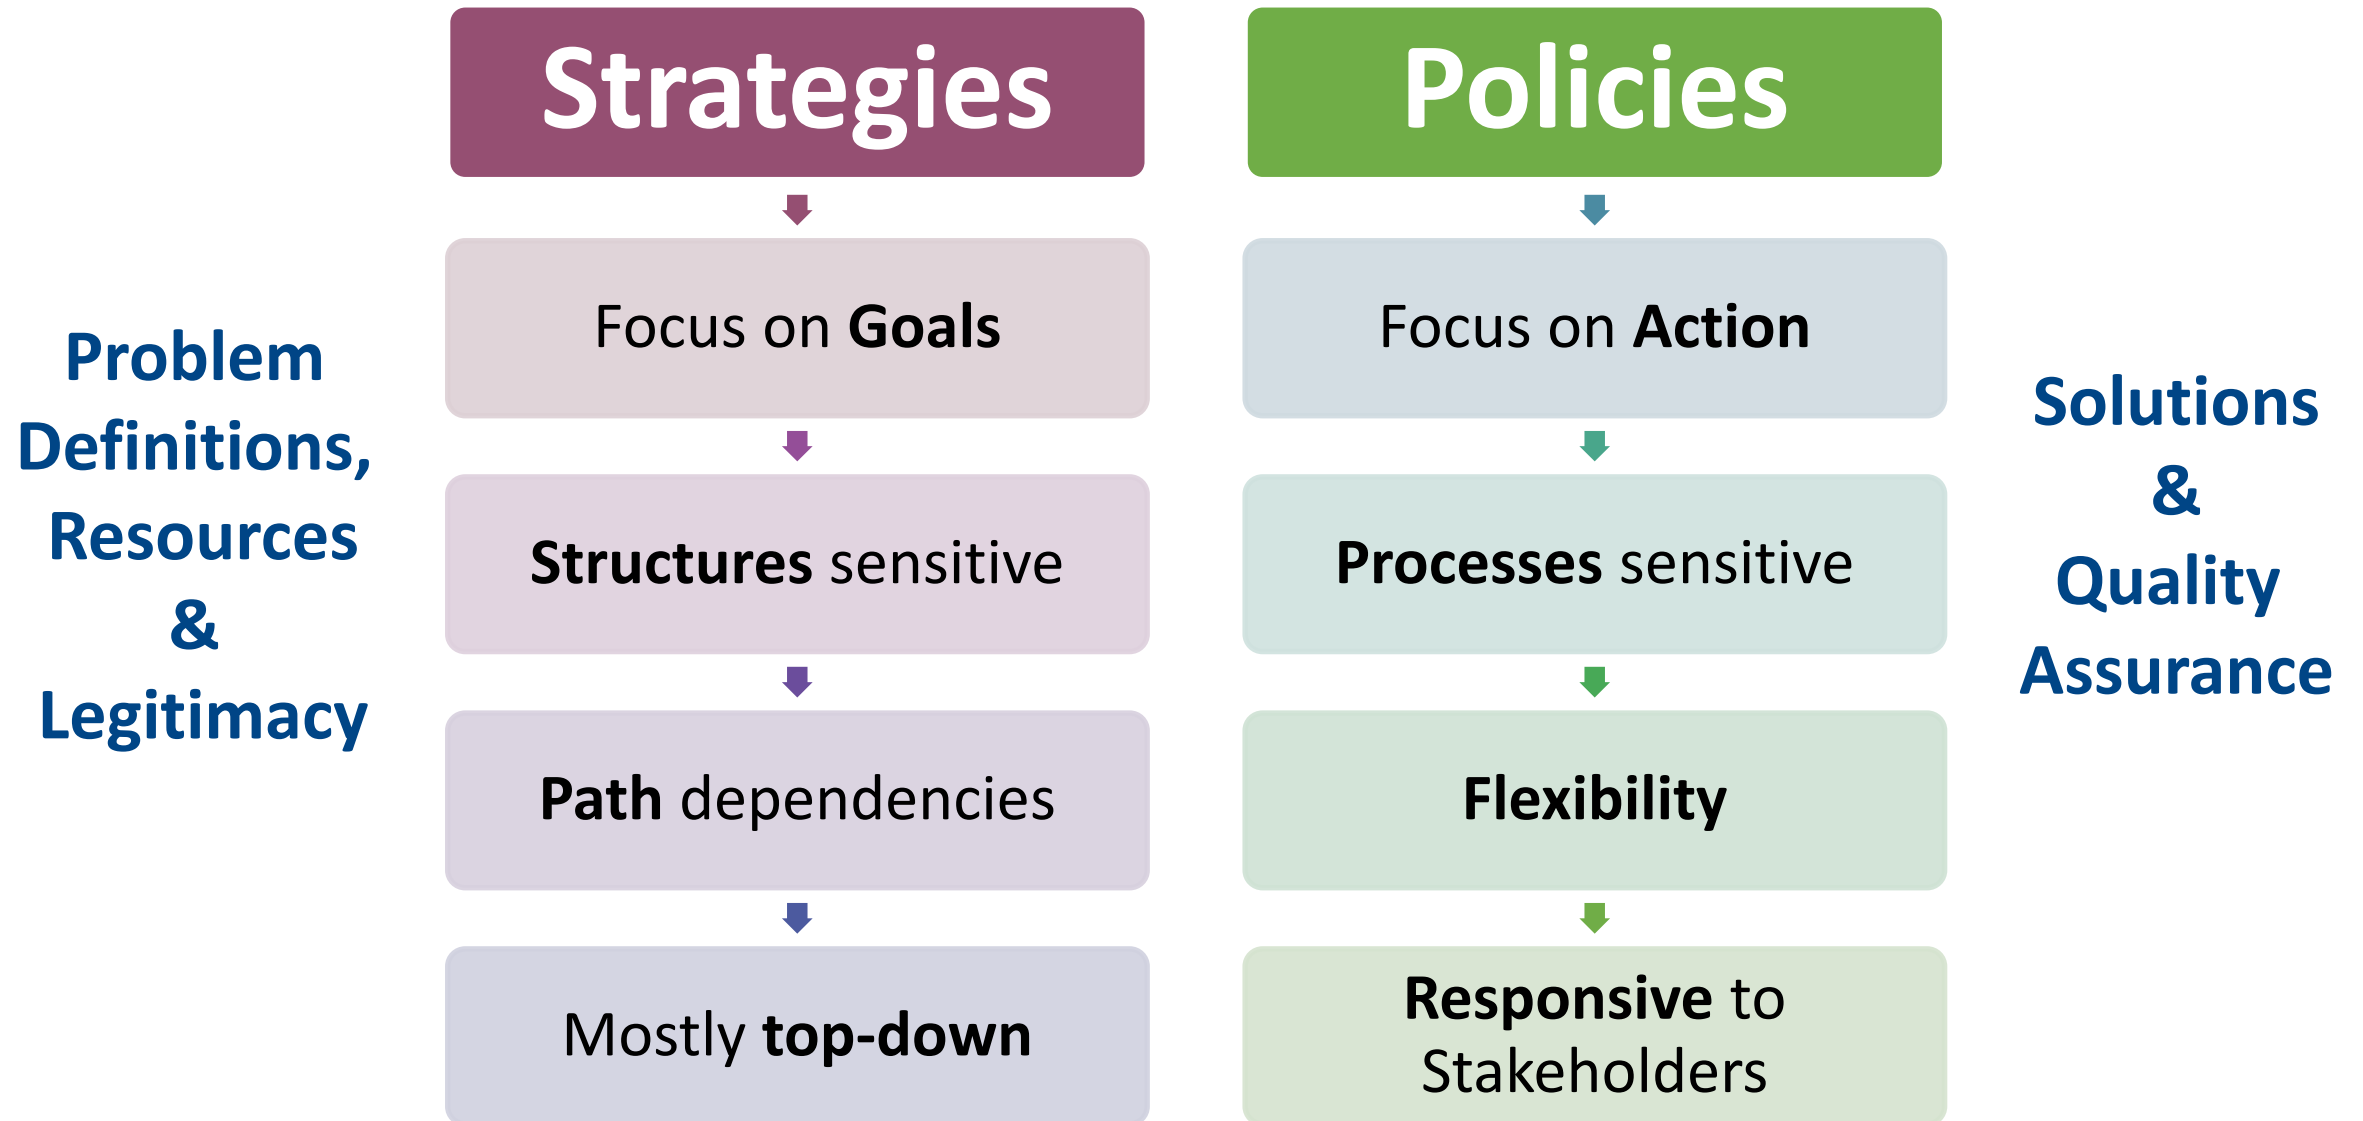 Strategies
Policies
Problem
Definitions,
Resources
&
Legitimacy
Focus on Goals
Structures sensitive
Path dependencies
Mostly top-down
Focus on Action
Processes sensitive
Flexibility
Responsive to
Stakeholders
Solutions
&
Quality
Assurance